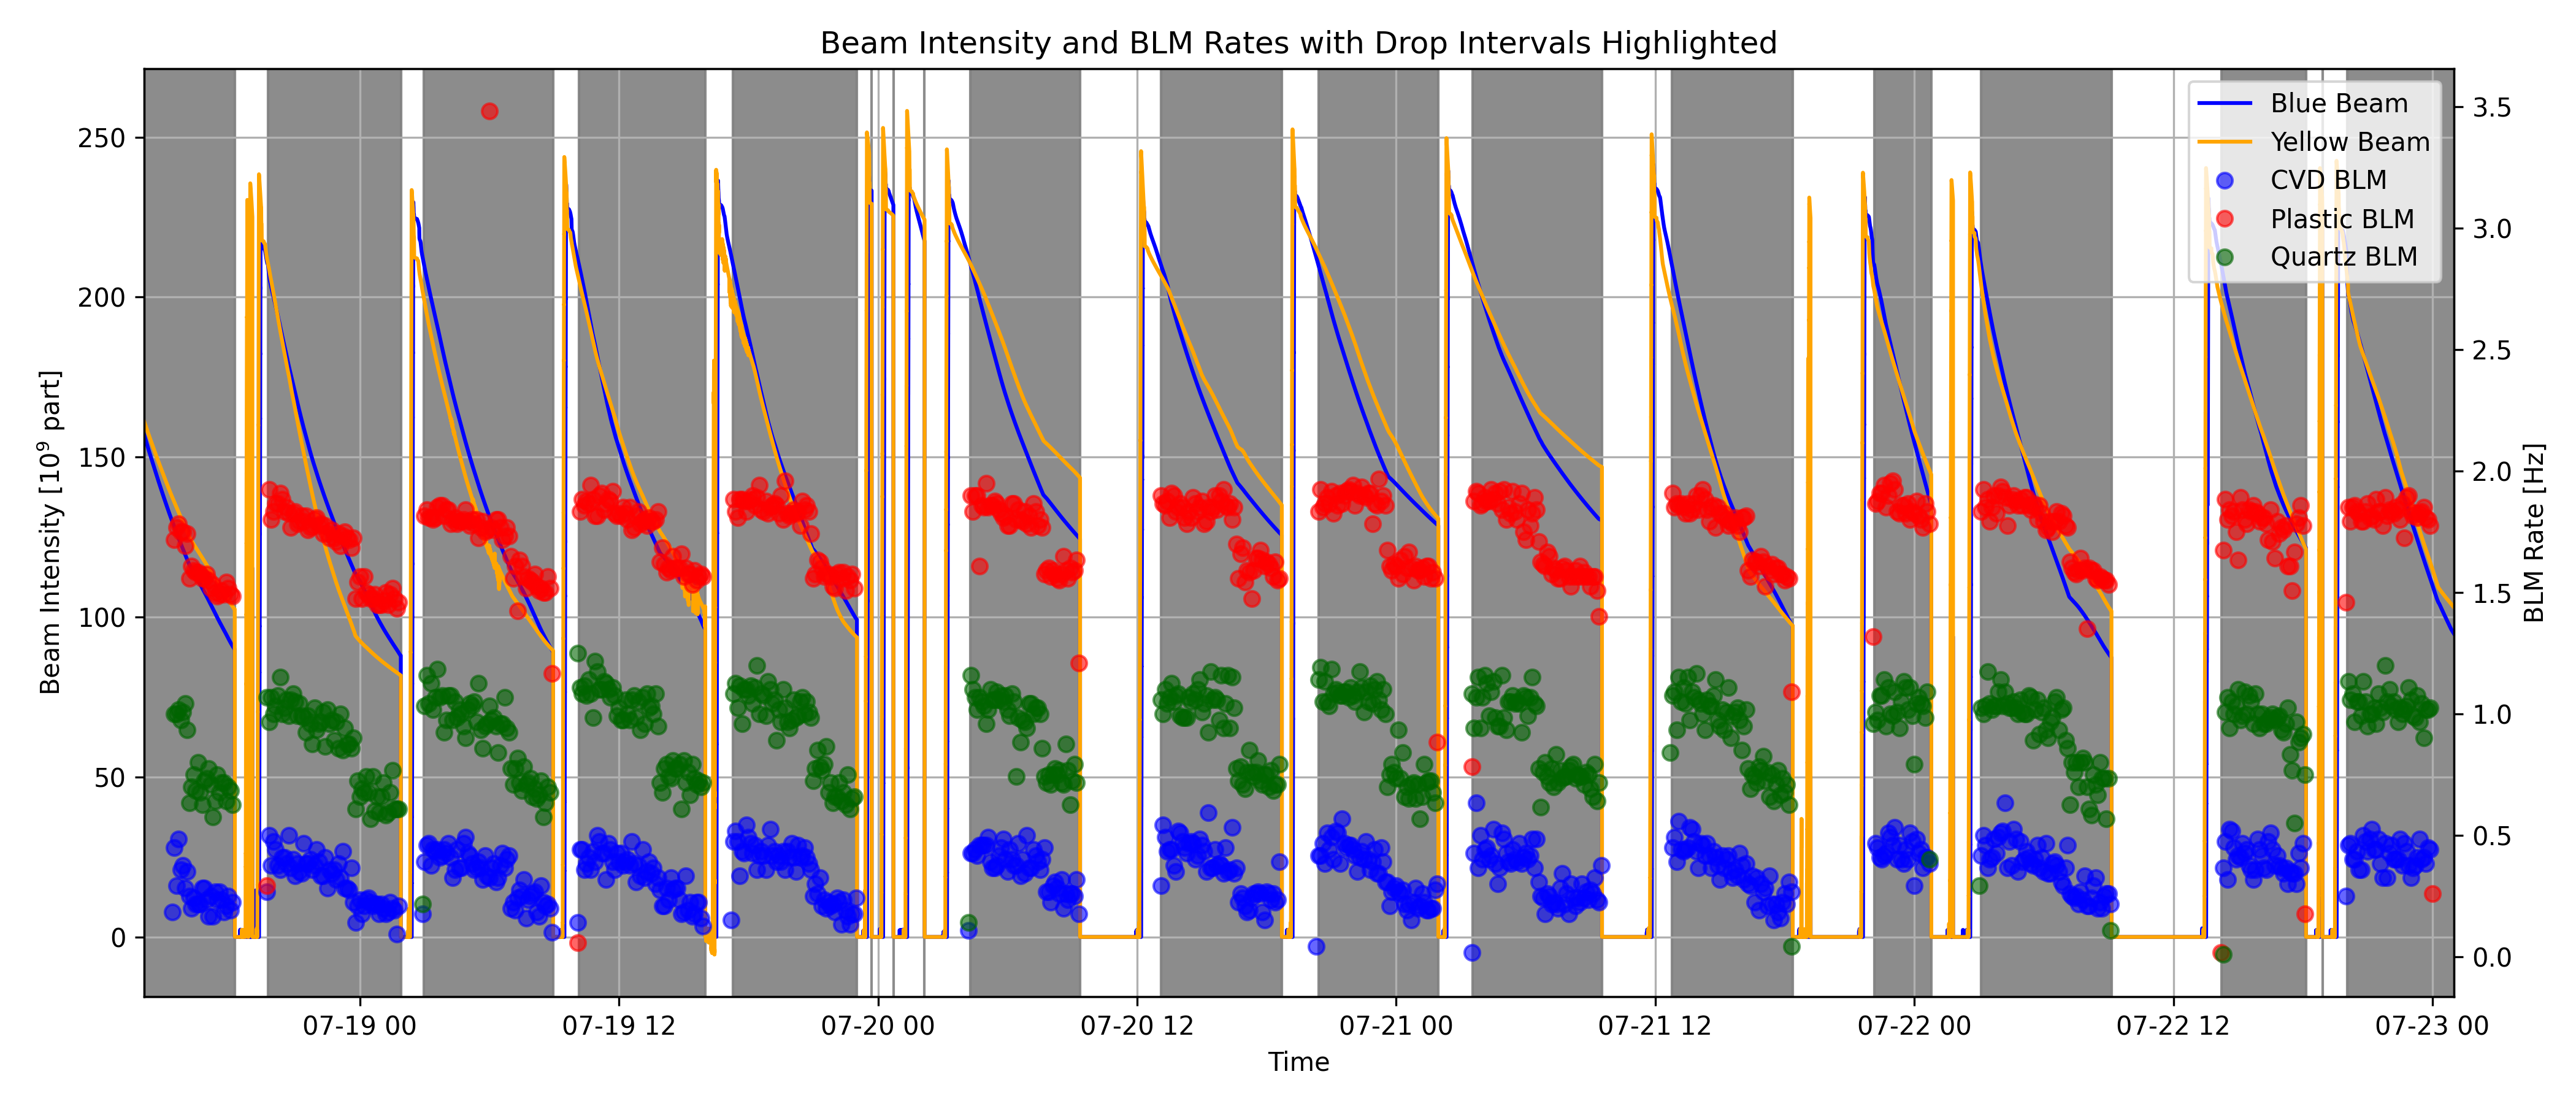 Beam Intensity and BLM Rates with Drop Intervals Highlighted
Beam Intensity [10⁹ part]
250
200
150
100
50
0
Blue Beam
Yellow Beam
CVD BLM
Plastic BLM
Quartz BLM
3.5
3.0
2.5
2.0
1.5
1.0
0.5
0.0
BLM Rate [Hz]
07-19 00
07-19 12
07-20 00
07-20 12
07-21 00
07-21 12
07-22 00
07-22 12
07-23 00
Time